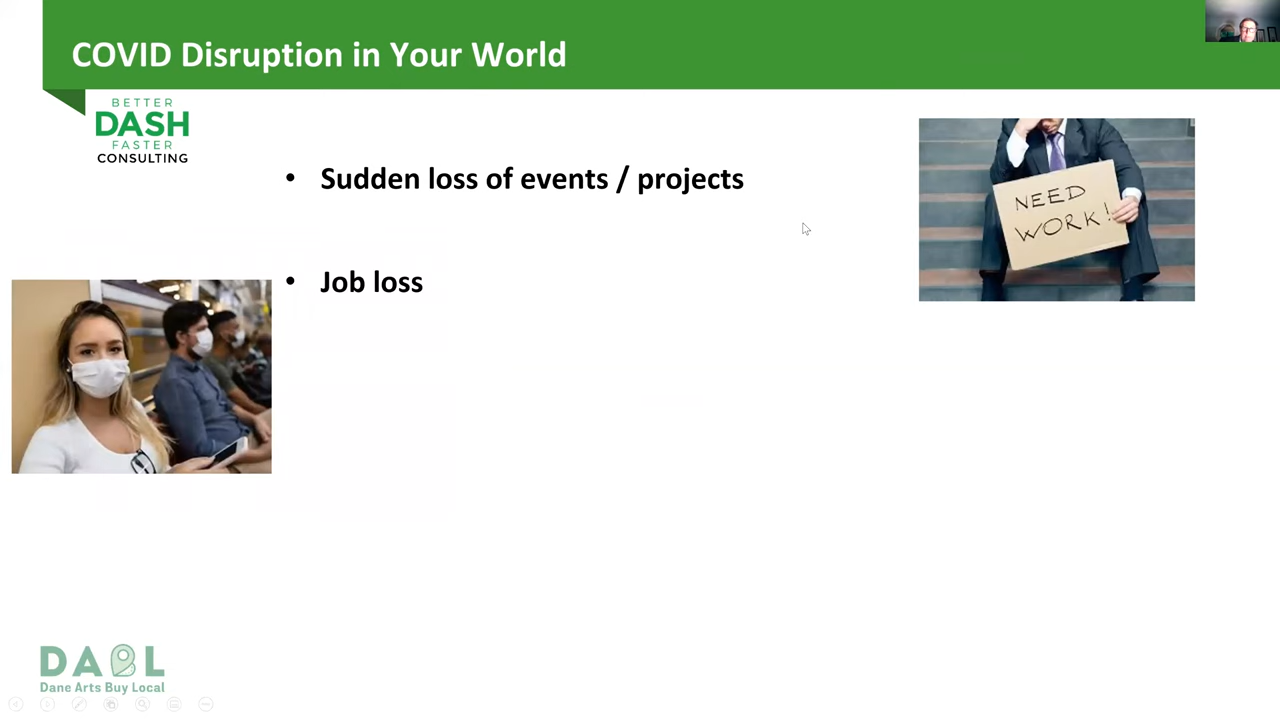 COVID Disruption in Your World
BETTER
DASH
FASTER
CONSULTING
• Sudden loss of events / projects
NEED
WORK!
• Job loss
DABL
Dane Arts Buy Local